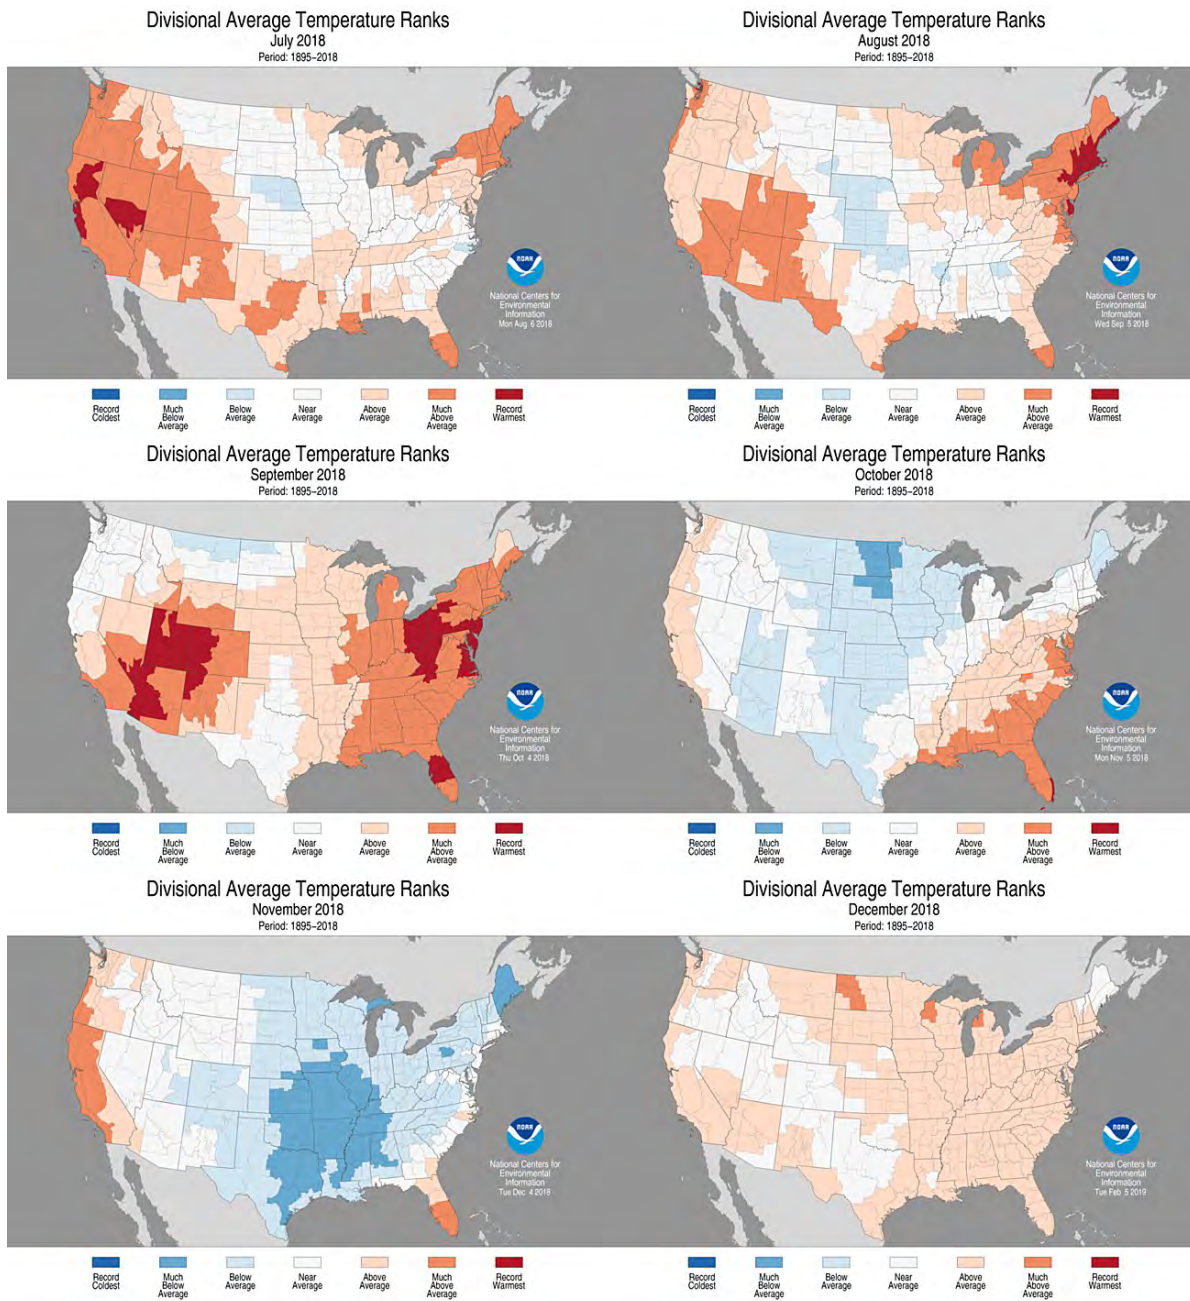 Divisional Average Temperature Ranks
July 2018
Period: 1895–2018
NOAA
National Centers for
Environmental
Information
Mon Aug 6 2018
Record
Coldest
Much
Below
Average
Below
Average
Near
Average
Above
Average
Much
Above
Average
Record
Warmest
Divisional Average Temperature Ranks
August 2018
Period: 1895–2018
NOAA
National Centers for
Environmental
Information
Wed Sep 5 2018
Record
Coldest
Much
Below
Average
Below
Average
Near
Average
Above
Average
Much
Above
Average
Record
Warmest
Divisional Average Temperature Ranks
September 2018
Period: 1895–2018
NOAA
National Centers for
Environmental
Information
Thu Oct 4 2018
Record
Coldest
Much
Below
Average
Below
Average
Near
Average
Above
Average
Much
Above
Average
Record
Warmest
Divisional Average Temperature Ranks
October 2018
Period: 1895–2018
NOAA
National Centers for
Environmental
Information
Mon Nov 5 2018
Record
Coldest
Much
Below
Average
Below
Average
Near
Average
Above
Average
Much
Above
Average
Record
Warmest
Divisional Average Temperature Ranks
November 2018
Period: 1895–2018
NOAA
National Centers for
Environmental
Information
Tue Dec 4 2018
Record
Coldest
Much
Below
Average
Below
Average
Near
Average
Above
Average
Much
Above
Average
Record
Warmest
Divisional Average Temperature Ranks
December 2018
Period: 1895–2018
NOAA
National Centers for
Environmental
Information
Tue Feb 5 2019
Record
Coldest
Much
Below
Average
Below
Average
Near
Average
Above
Average
Much
Above
Average
Record
Warmest